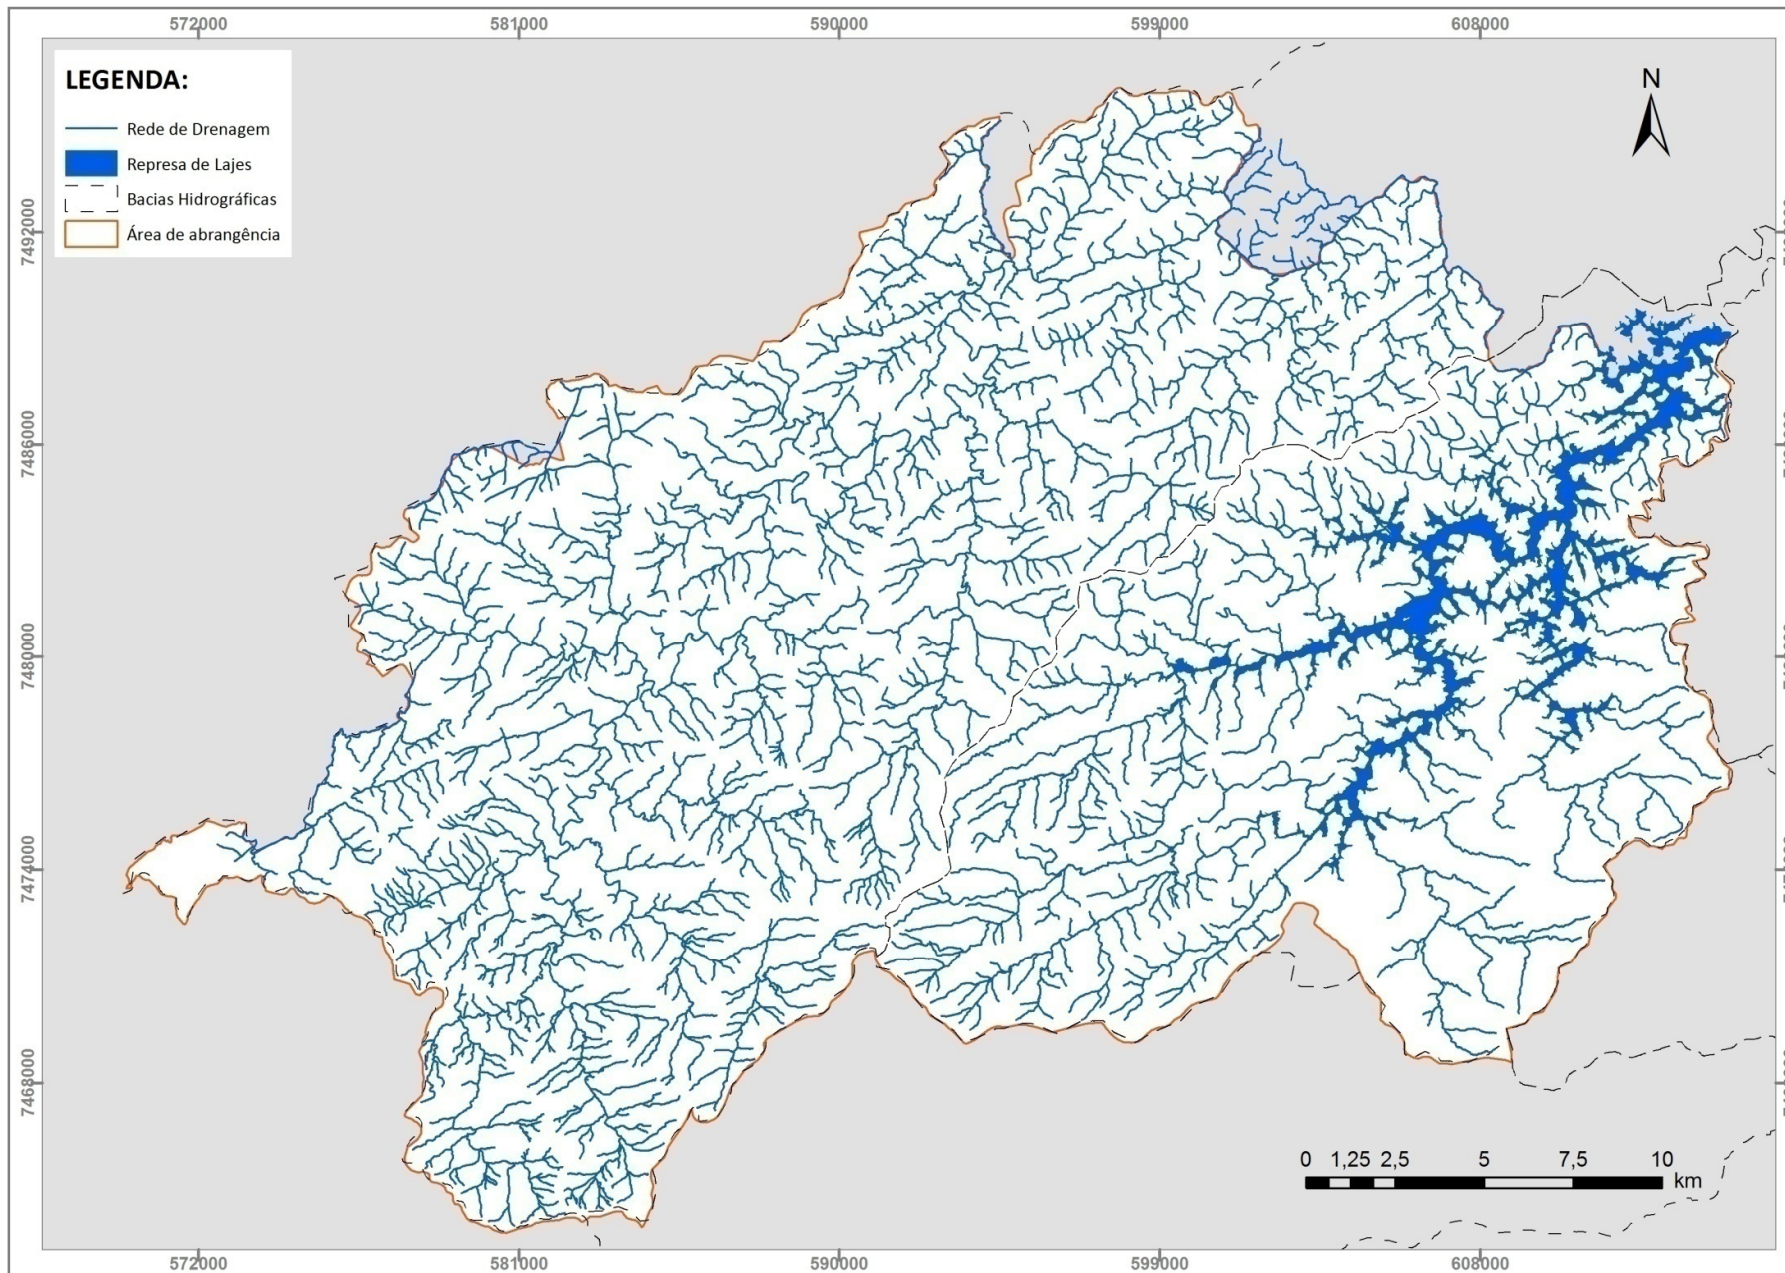 572000 581000 590000 599000 608000
LEGENDA:
Rede de Drenagem
Represa de Lajes
Bacias Hidrográficas
Área de abrangência
N
7492000
7486000
7480000
7474000
7468000
0 1,25 2,5 5 7,5 10
km
572000 581000 590000 599000 608000